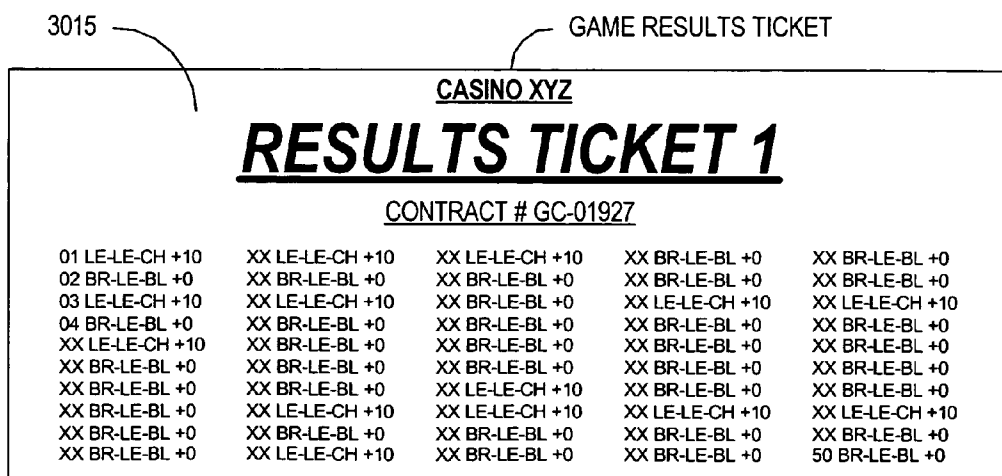 3015
GAME RESULTS TICKET
CASINO XYZ
RESULTS TICKET 1
CONTRACT # GC-01927
01 LE-LE-CH +10 XX LE-LE-CH +10 XX LE-LE-CH +10 XX BR-LE-BL +0 XX BR-LE-BL +0
02 BR-LE-BL +0 XX BR-LE-BL +0 XX BR-LE-BL +0 XX BR-LE-BL +0 XX BR-LE-BL +0
03 LE-LE-CH +10 XX LE-LE-CH +10 XX BR-LE-BL +0 XX LE-LE-CH +10 XX LE-LE-CH +10
04 BR-LE-BL +0 XX BR-LE-BL +0 XX BR-LE-BL +0 XX BR-LE-BL +0 XX BR-LE-BL +0
XX LE-LE-CH +10 XX BR-LE-BL +0 XX BR-LE-BL +0 XX BR-LE-BL +0 XX BR-LE-BL +0
XX BR-LE-BL +0 XX BR-LE-BL +0 XX BR-LE-BL +0 XX BR-LE-BL +0 XX BR-LE-BL +0
XX BR-LE-BL +0 XX BR-LE-BL +0 XX LE-LE-CH +10 XX BR-LE-BL +0 XX BR-LE-BL +0
XX BR-LE-BL +0 XX LE-LE-CH +10 XX LE-LE-CH +10 XX LE-LE-CH +10 XX LE-LE-CH +10
XX BR-LE-BL +0 XX BR-LE-BL +0 XX BR-LE-BL +0 XX BR-LE-BL +0 XX BR-LE-BL +0
XX BR-LE-BL +0 XX LE-LE-CH +10 XX BR-LE-BL +0 XX BR-LE-BL +0 50 BR-LE-BL +0